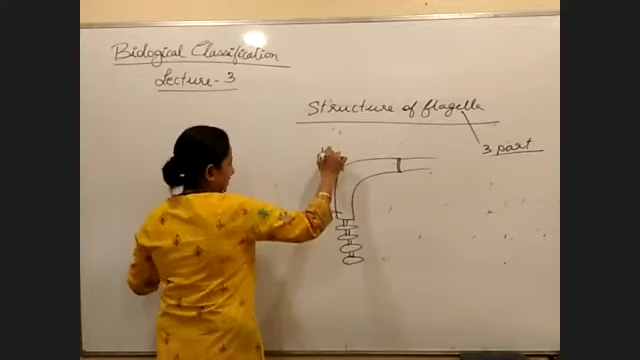 Biological Classification
Lecture - 3
Structure of flagella
3 part